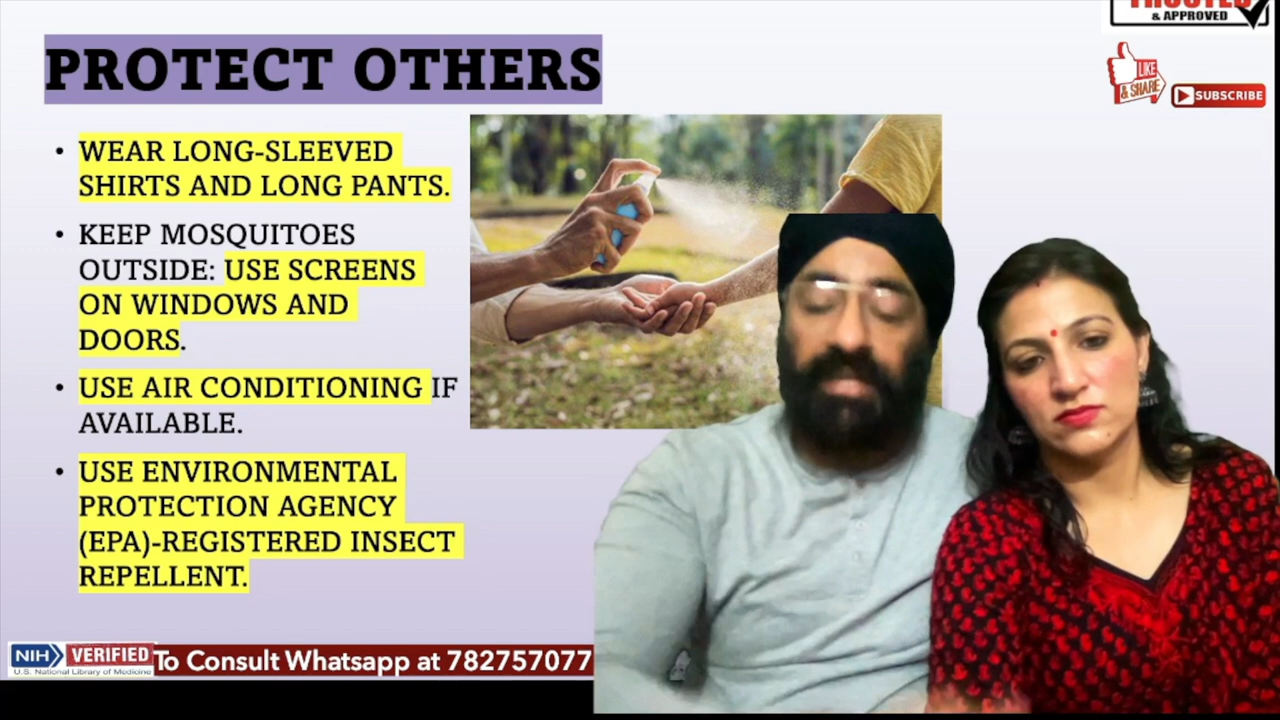 & APPROVED
PROTECT OTHERS
LIKE
& SHARE
SUBSCRIBE
• WEAR LONG-SLEEVED
SHIRTS AND LONG PANTS.
• KEEP MOSQUITOES
OUTSIDE: USE SCREENS
ON WINDOWS AND
DOORS.
• USE AIR CONDITIONING IF
AVAILABLE.
• USE ENVIRONMENTAL
PROTECTION AGENCY
(EPA)-REGISTERED INSECT
REPELLENT.
NIH VERIFIED
U.S. National Library of Medicine
To Consult Whatsapp at 782757077